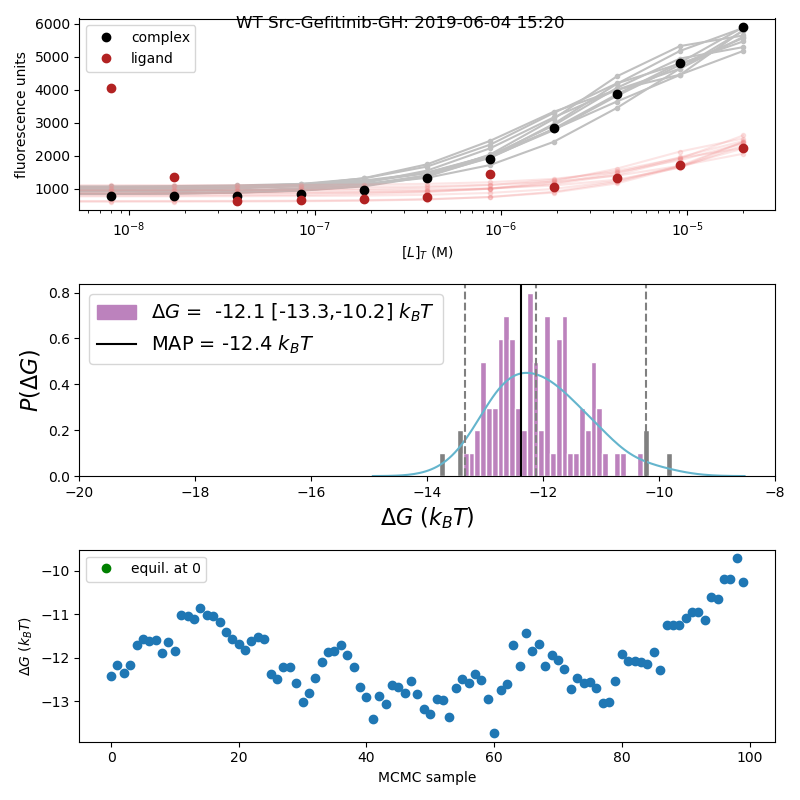 WT Src-Gefitinib-GH: 2019-06-04 15:20
complex
ligand
fluorescence units
6000
5000
4000
3000
2000
1000
10⁻⁸
10⁻⁷
10⁻⁶
10⁻⁵
[L]_T (M)
ΔG = -12.1 [-13.3,-10.2] k_BT
MAP = -12.4 k_BT
P(ΔG)
0.8
0.6
0.4
0.2
0.0
−20
−18
−16
−14
−12
−10
−8
ΔG (k_BT)
equil. at 0
ΔG (k_BT)
−10
−11
−12
−13
0
20
40
60
80
100
MCMC sample